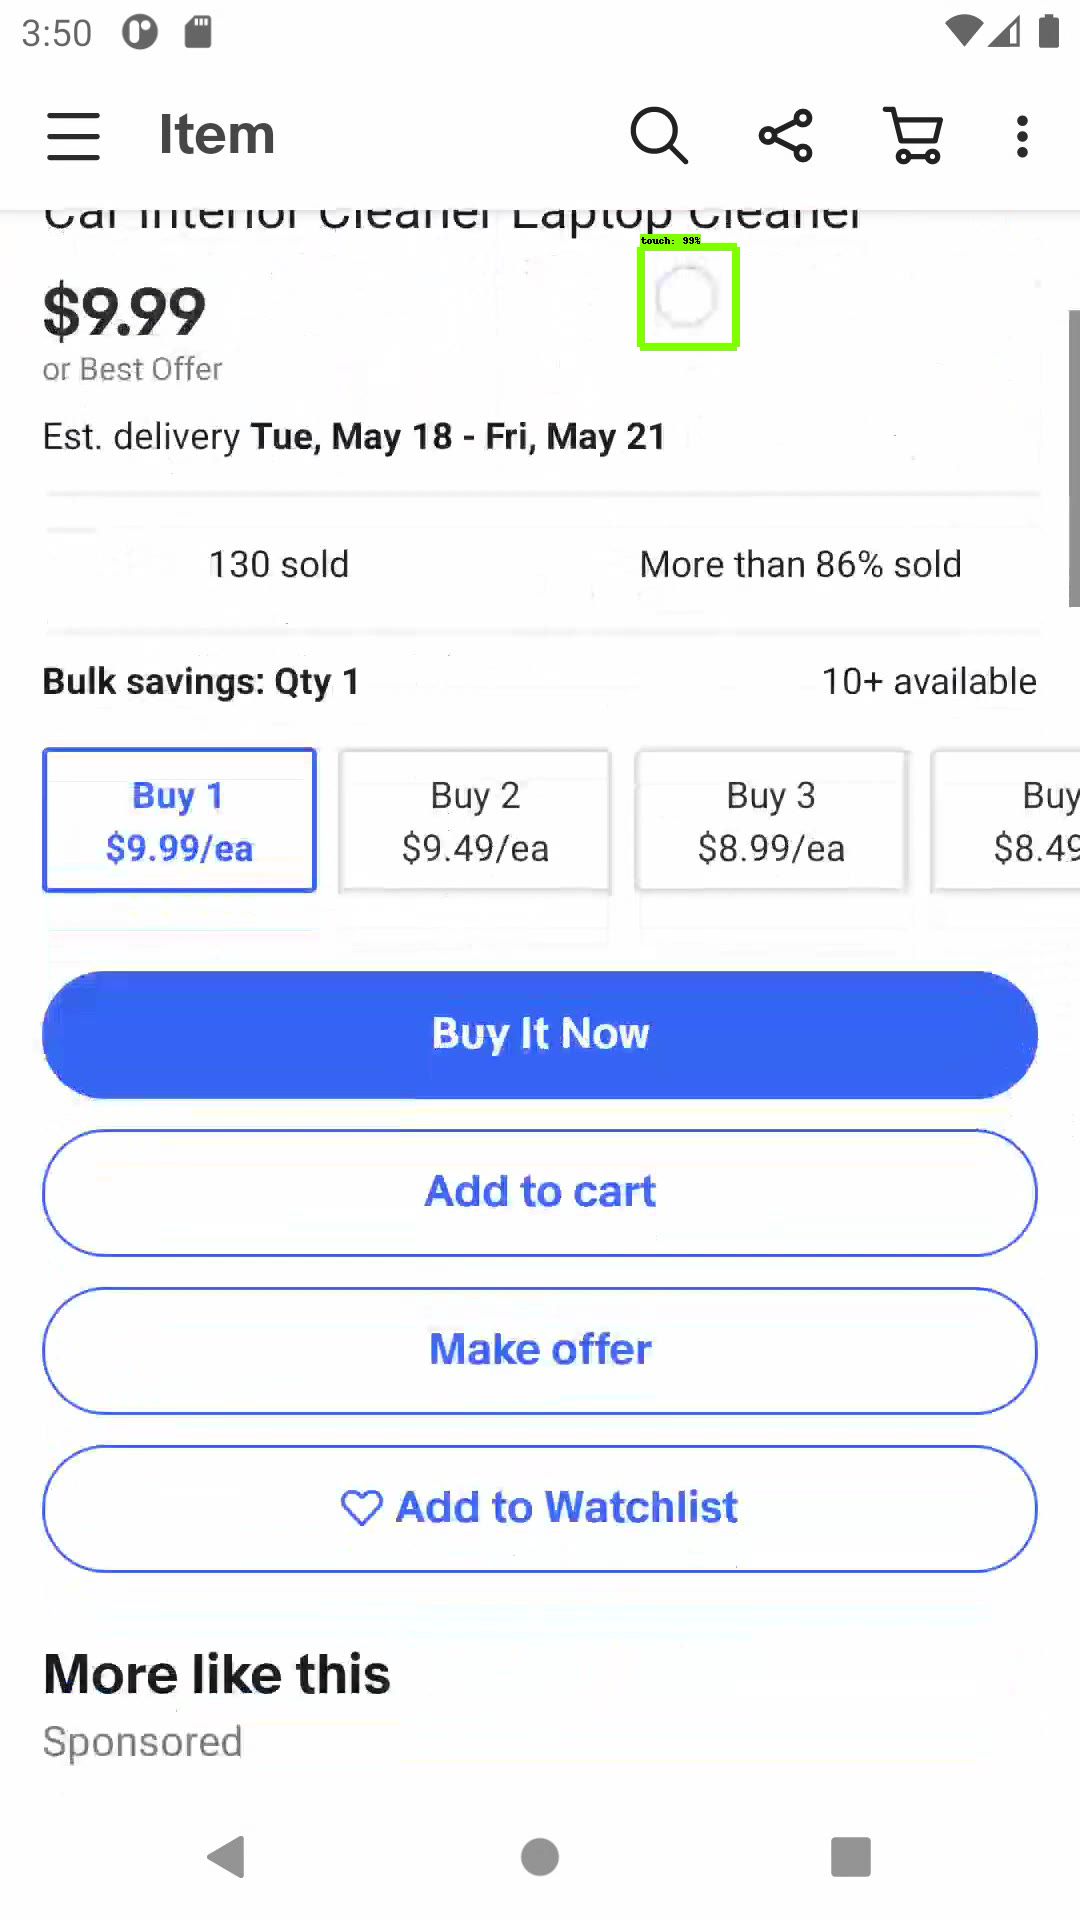 3:50
Item
Car Interior Cleaner Laptop Cleaner
touch: 99%
$9.99
or Best Offer
Est. delivery Tue, May 18 - Fri, May 21
130 sold More than 86% sold
Bulk savings: Qty 1 10+ available
Buy 1 Buy 2 Buy 3 Buy
$9.99/ea $9.49/ea $8.99/ea $8.49
Buy It Now
Add to cart
Make offer
Add to Watchlist
More like this
Sponsored